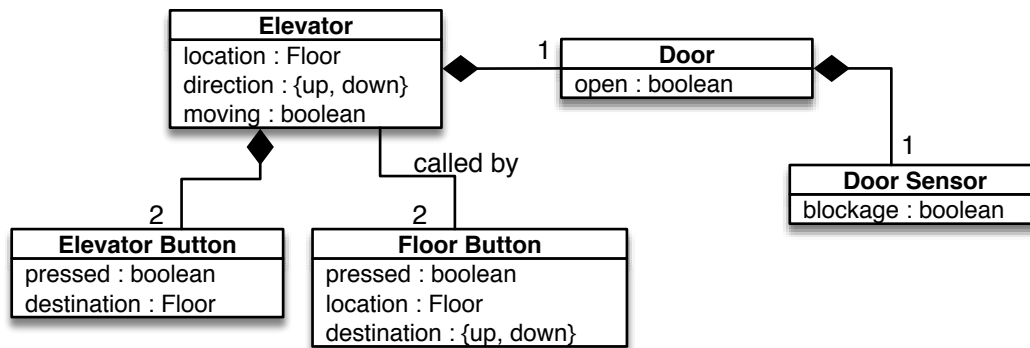 Elevator
location : Floor
direction : {up, down}
moving : boolean
1
Door
open : boolean
called by
1
Door Sensor
blockage : boolean
2
Elevator Button
pressed : boolean
destination : Floor
2
Floor Button
pressed : boolean
location : Floor
destination : {up, down}